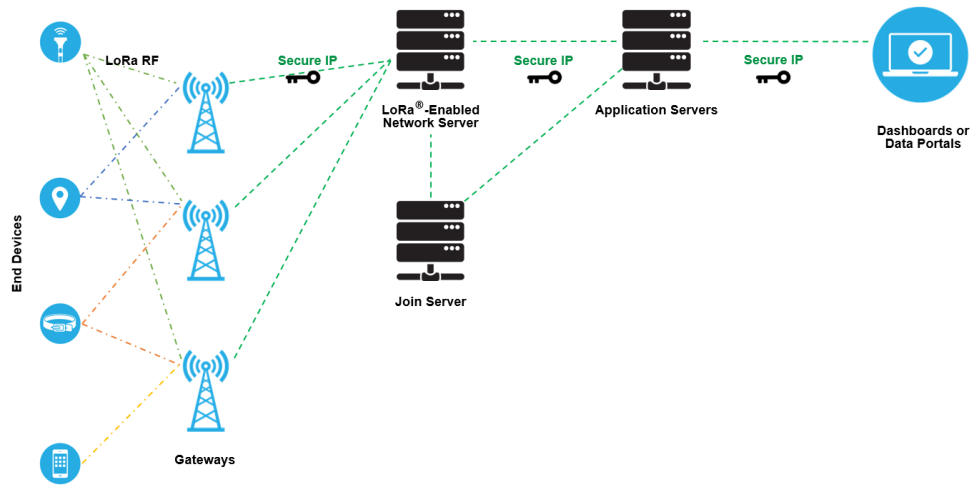 LoRa RF
Secure IP
Secure IP
Secure IP
LoRa®-Enabled
Network Server
Application Servers
Dashboards or
Data Portals
End Devices
Join Server
Gateways